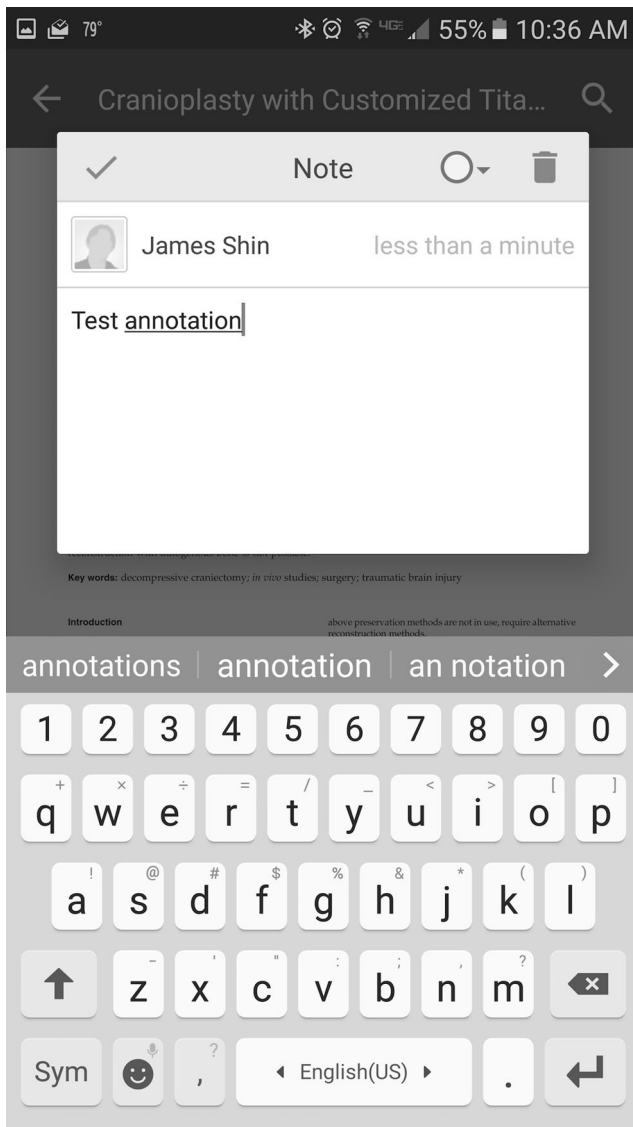 79° 4G 55% 10:36 AM
Cranioplasty with Customized Tita...
Note
James Shin less than a minute
Test annotation
Key words: decompressive craniectomy; in vivo studies; surgery; traumatic brain injury
Introduction
above preservation methods are not in use, require alternative
reconstruction methods.
annotations annotation an notation
1 2 3 4 5 6 7 8 9 0
+ × ÷ = / _ < > [ ]
q w e r t y u i o p
! @ # $ % & * ( )
a s d f g h j k l
- ' " : ; , ?
z x c v b n m
?
Sym , English(US) .